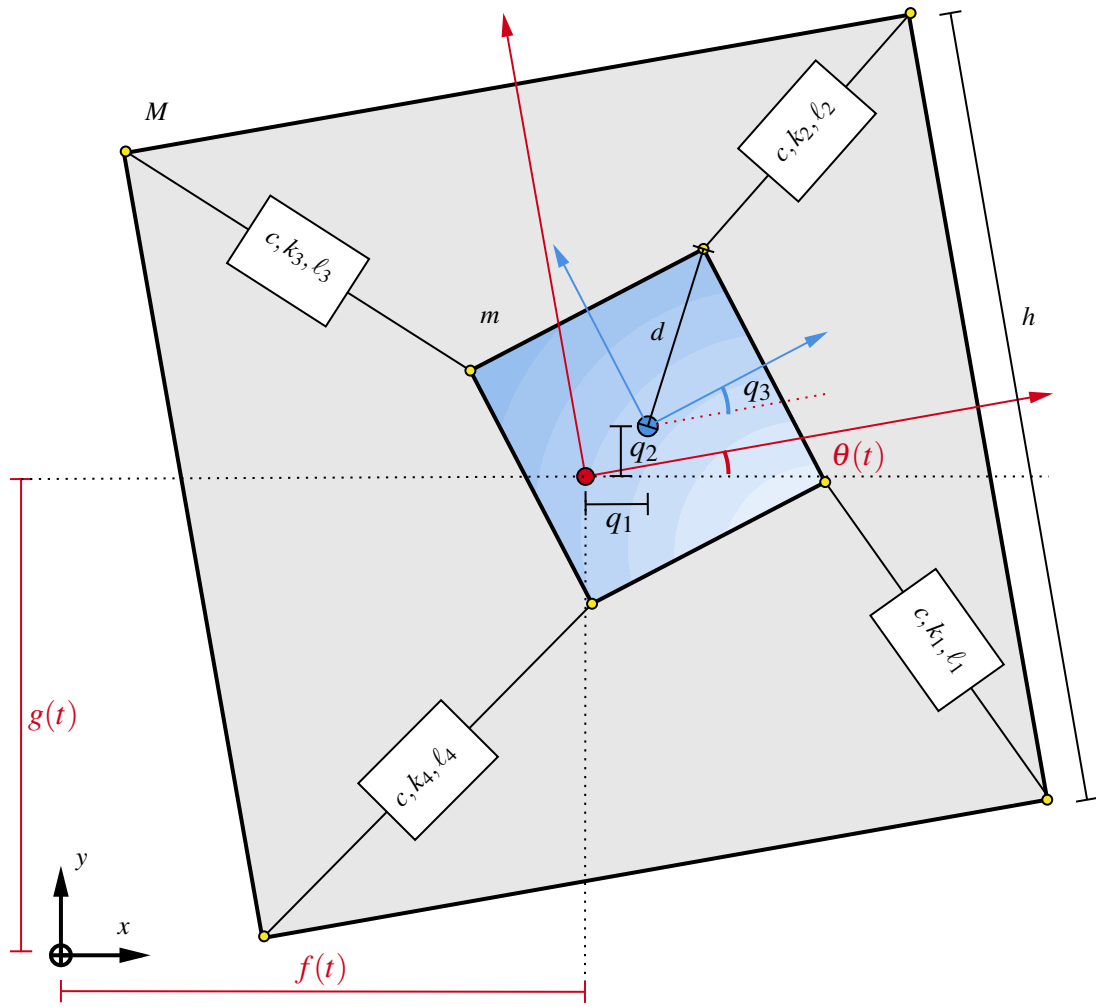 M
c, k₂, ℓ₂
c, k₃, ℓ₃
m
h
d
q₃
q₂
θ(t)
q₁
c, k₁, ℓ₁
g(t)
c, k₄, ℓ₄
y
x
f(t)